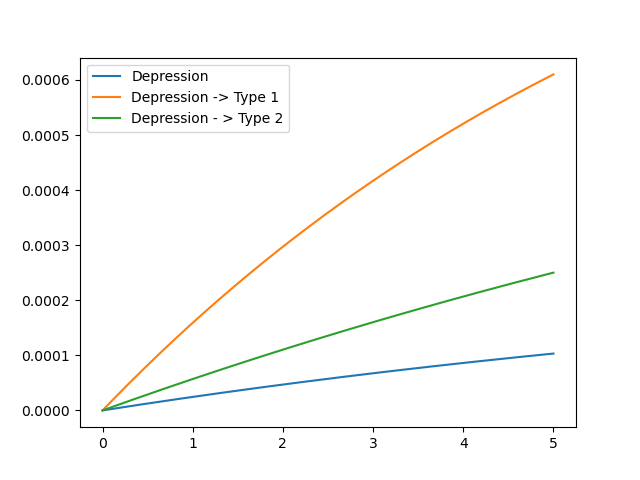 Depression
Depression -> Type 1
Depression - > Type 2
0.0006
0.0005
0.0004
0.0003
0.0002
0.0001
0.0000
0 1 2 3 4 5